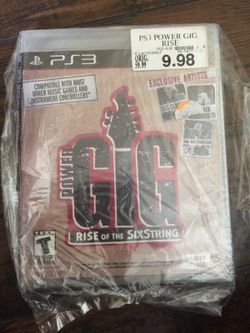 PS3
PS3 POWER GIG
RISE
ORIG.
9.98
COMPATIBLE WITH MOST
OTHER MUSIC GAMES AND
INSTRUMENT CONTROLLERS*
EXCLUSIVE ARTISTS
POWER
GIG
RISE OF THE SIXSTRING
TEEN
T